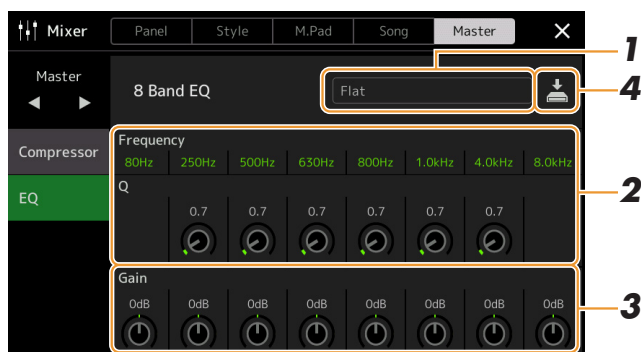 Mixer Panel Style M.Pad Song Master
1
Master
8 Band EQ Flat
4
Compressor
EQ
Frequency
80Hz 250Hz 500Hz 630Hz 800Hz 1.0kHz 4.0kHz 8.0kHz
Q
2
0.7 0.7 0.7 0.7 0.7 0.7
Gain
0dB 0dB 0dB 0dB 0dB 0dB 0dB 0dB
3